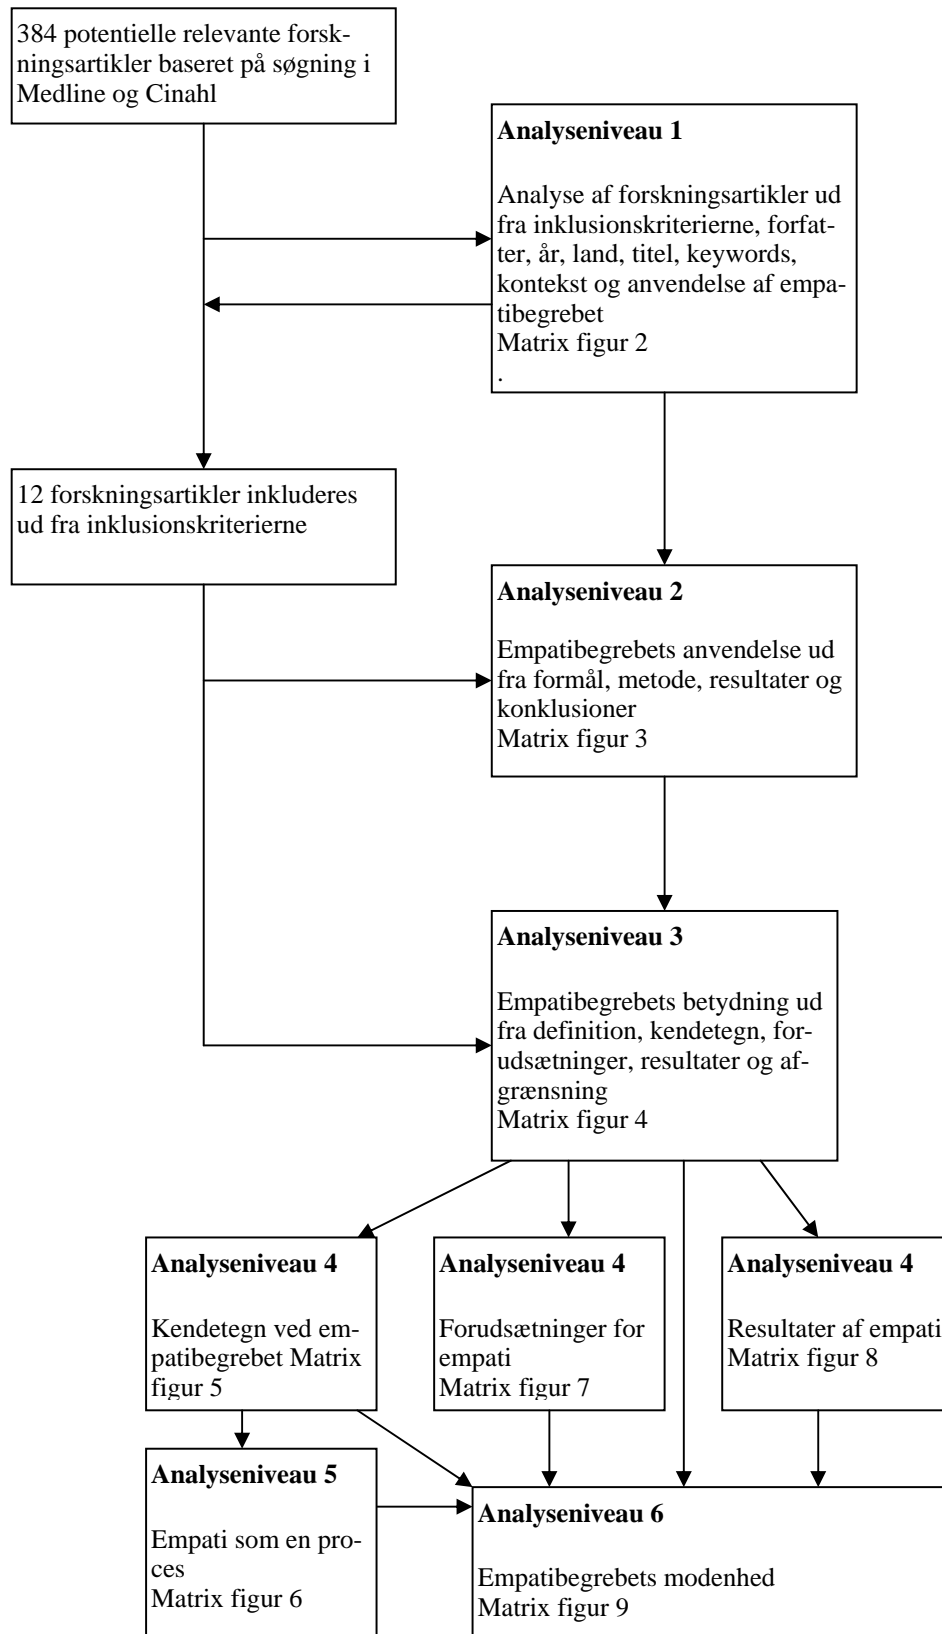 384 potentielle relevante forsk-
ningsartikler baseret på søgning i
Medline og Cinahl
Analyseniveau 1
Analyse af forskningsartikler ud
fra inklusionskriterierne, forfat-
ter, år, land, titel, keywords,
kontekst og anvendelse af empa-
tibegrebet
Matrix figur 2
.
12 forskningsartikler inkluderes
ud fra inklusionskriterierne
Analyseniveau 2
Empatibegrebets anvendelse ud
fra formål, metode, resultater og
konklusioner
Matrix figur 3
Analyseniveau 3
Empatibegrebets betydning ud
fra definition, kendetegn, for-
udsætninger, resultater og af-
grænsning
Matrix figur 4
Analyseniveau 4
Kendetegn ved em-
patibegrebet Matrix
figur 5
Analyseniveau 4
Forudsætninger for
empati
Matrix figur 7
Analyseniveau 4
Resultater af empati
Matrix figur 8
Analyseniveau 5
Empati som en pro-
ces
Matrix figur 6
Analyseniveau 6
Empatibegrebets modenhed
Matrix figur 9